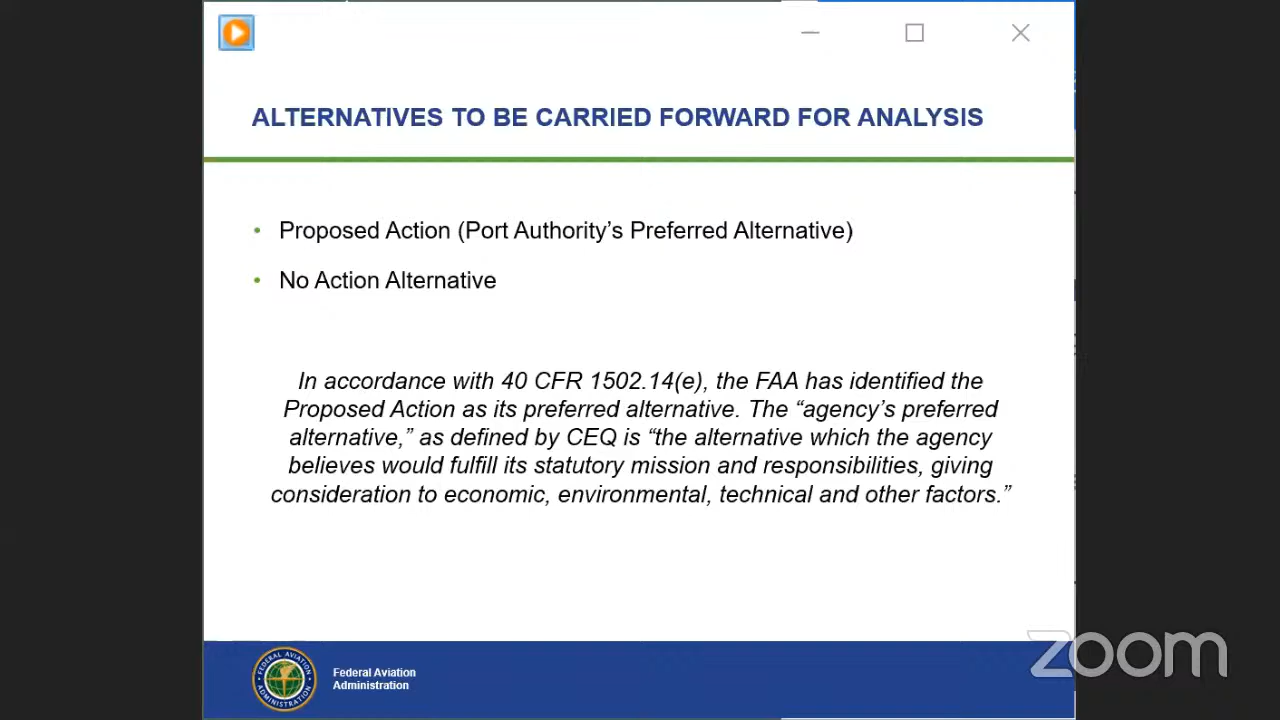 ALTERNATIVES TO BE CARRIED FORWARD FOR ANALYSIS
• Proposed Action (Port Authority’s Preferred Alternative)
• No Action Alternative
In accordance with 40 CFR 1502.14(e), the FAA has identified the
Proposed Action as its preferred alternative. The “agency’s preferred
alternative,” as defined by CEQ is “the alternative which the agency
believes would fulfill its statutory mission and responsibilities, giving
consideration to economic, environmental, technical and other factors.”
FEDERAL AVIATION
ADMINISTRATION
Federal Aviation
Administration
zoom